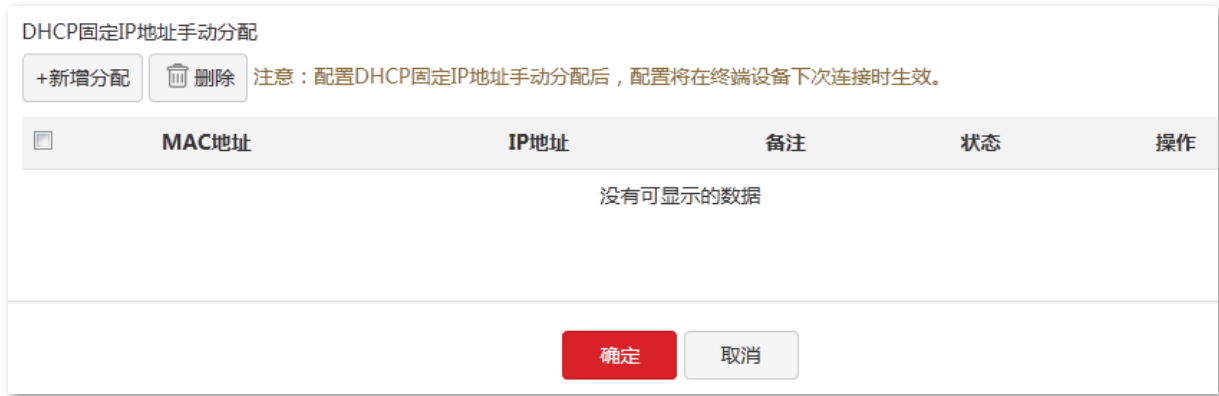 DHCP固定IP地址手动分配
+新增分配 删除 注意：配置DHCP固定IP地址手动分配后，配置将在终端设备下次连接时生效。
MAC地址 IP地址 备注 状态 操作
没有可显示的数据
确定 取消